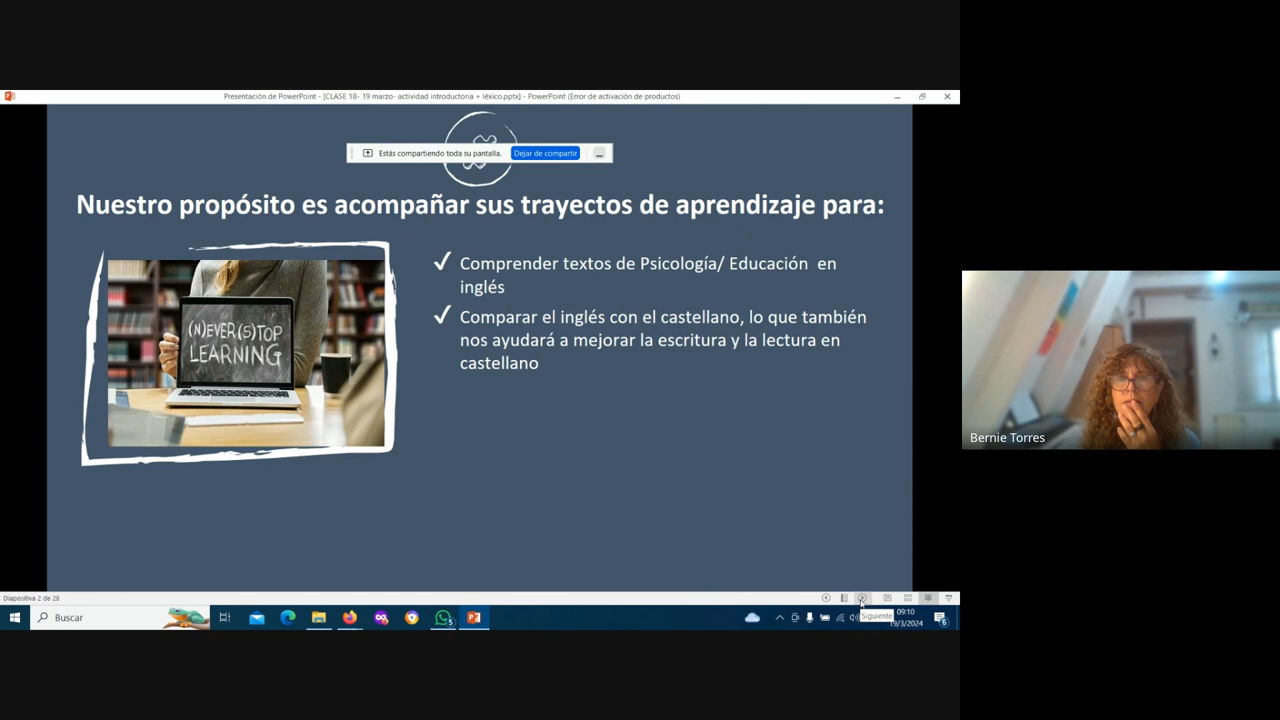 Presentación de PowerPoint - [CLASE 1B- 19 marzo- actividad introductoria + léxico.pptx] - PowerPoint (Error de activación de productos)
Estás compartiendo toda su pantalla.
Dejar de compartir
Nuestro propósito es acompañar sus trayectos de aprendizaje para:
(N)EVER (S)TOP
LEARNING
✓ Comprender textos de Psicología/ Educación en
inglés
✓ Comparar el inglés con el castellano, lo que también
nos ayudará a mejorar la escritura y la lectura en
castellano
Bernie Torres
Diapositiva 2 de 28
Buscar
5
Siguiente
09:10
19/3/2024
6